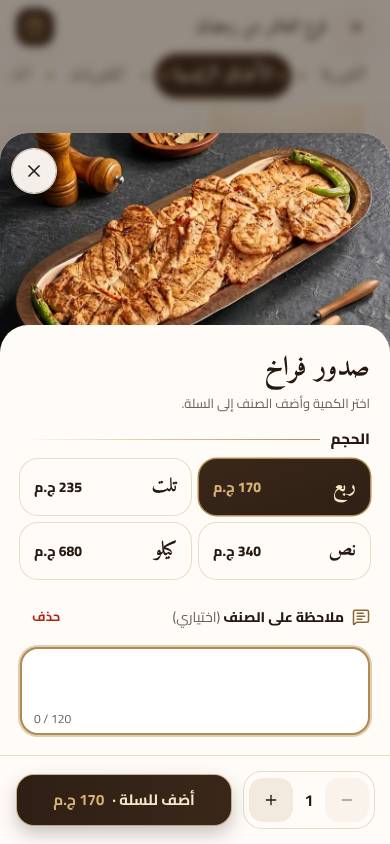 صدور فراخ
اختر الكمية وأضف الصنف إلى السلة.
الحجم
ربع 170 ج.م
تلت 235 ج.م
نص 340 ج.م
كيلو 680 ج.م
ملاحظة على الصنف (اختياري) حذف
0 / 120
− 1 +
أضف للسلة · 170 ج.م